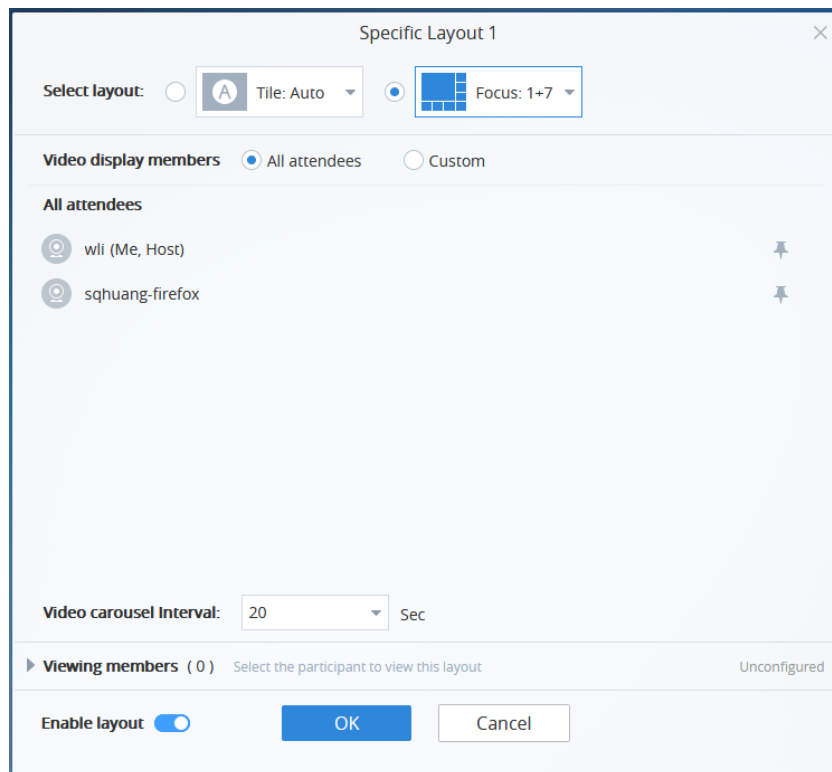 Specific Layout 1
Select layout: A Tile: Auto Focus: 1+7
Video display members All attendees Custom
All attendees
wli (Me, Host)
sqhuang-firefox
Video carousel Interval: 20 Sec
Viewing members ( 0 ) Select the participant to view this layout Unconfigured
Enable layout OK Cancel